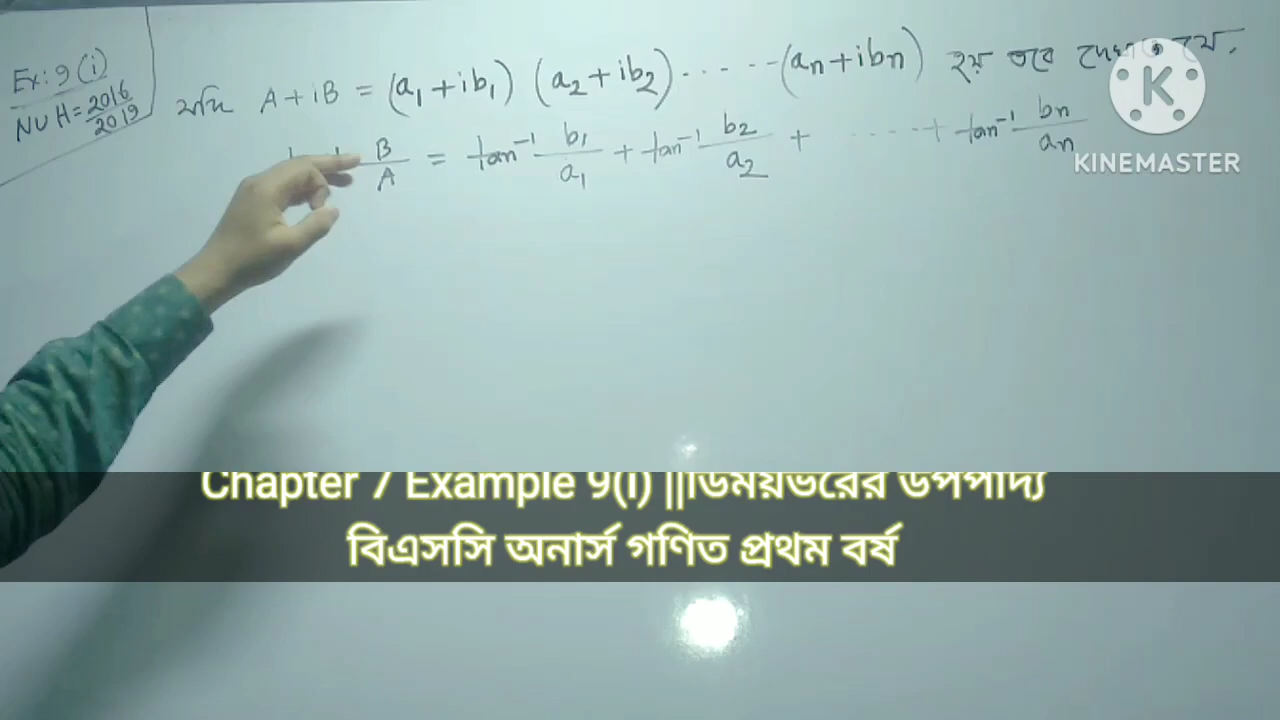 Ex: 9 (i)
NUH = 2016
2019
যদি A + iB = (a₁ + ib₁) (a₂ + ib₂) ..... (an + ibn) হয় তবে
B/A = tan⁻¹ b₁/a₁ + tan⁻¹ b₂/a₂ + ..... + tan⁻¹ bn/an
K
KINEMASTER
Chapter 7 Example 9(i) ||ডিময়ভরের উপপাদ্য
বিএসসি অনার্স গণিত প্রথম বর্ষ